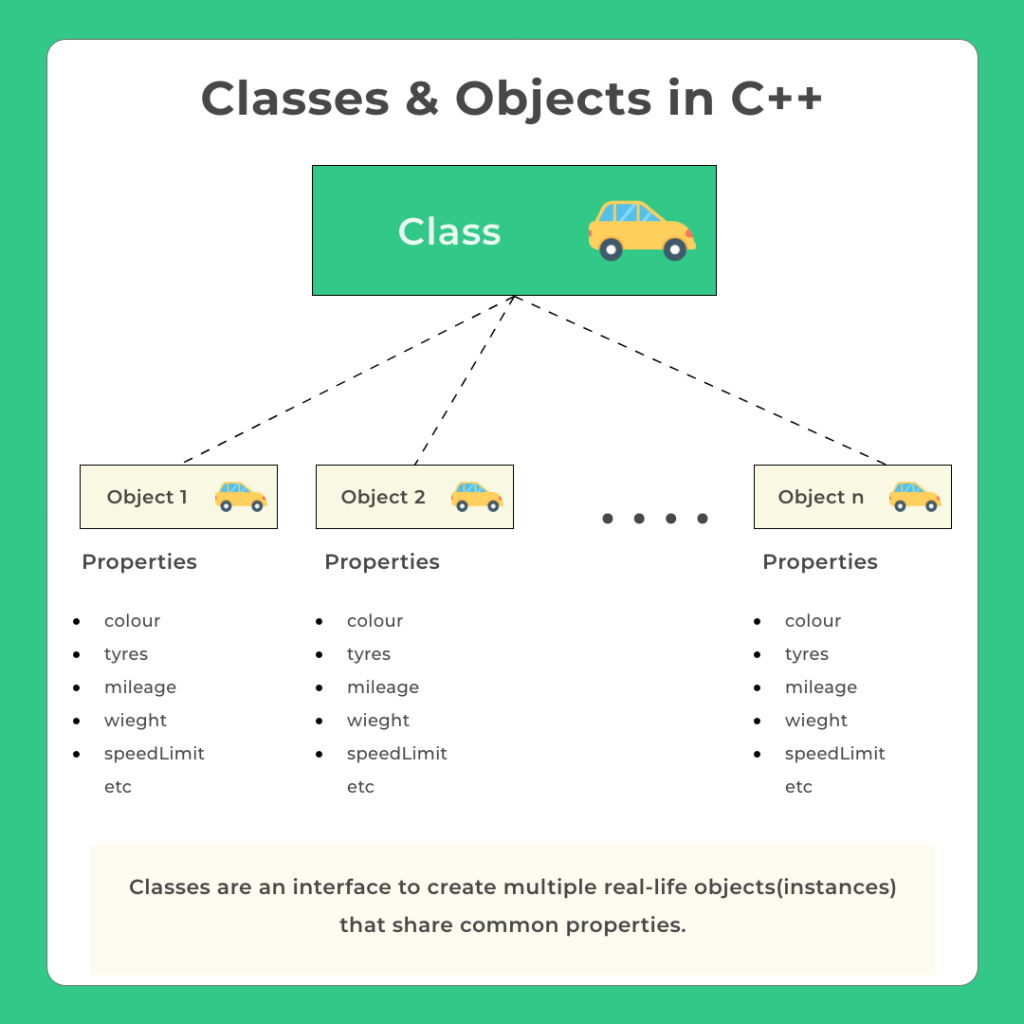 Classes & Objects in C++
Class
Object 1
Object 2
Object n
Properties
colour
tyres
mileage
wieght
speedLimit
etc
Properties
colour
tyres
mileage
wieght
speedLimit
etc
Properties
colour
tyres
mileage
wieght
speedLimit
etc
Classes are an interface to create multiple real-life objects(instances)
that share common properties.